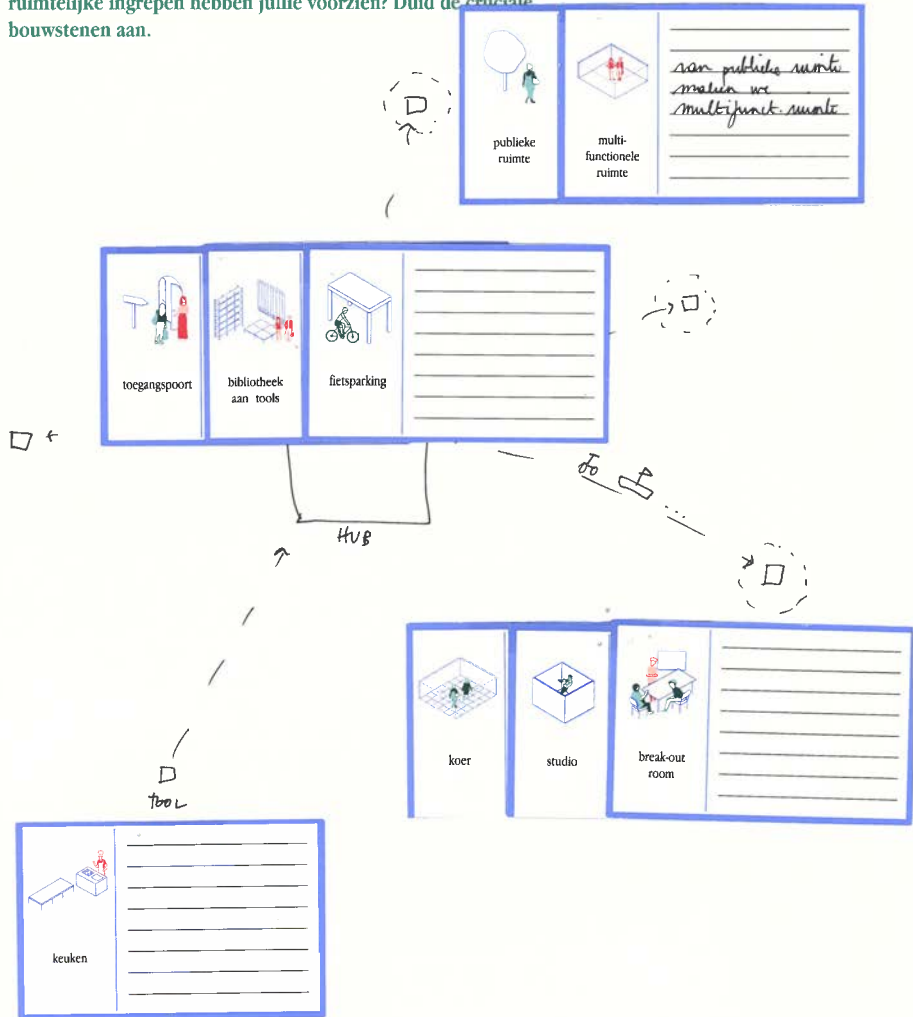 ruimtelijke ingrepen hebben jullie voorzien? Duid de cruciale
bouwstenen aan.
publieke
ruimte
multi-
functionele
ruimte
van publieke ruimte
maken we
multifunct. ruimte
toegangspoort
bibliotheek
aan tools
fietsparking
HUB
koer
studio
break-out
room
TOOL
keuken